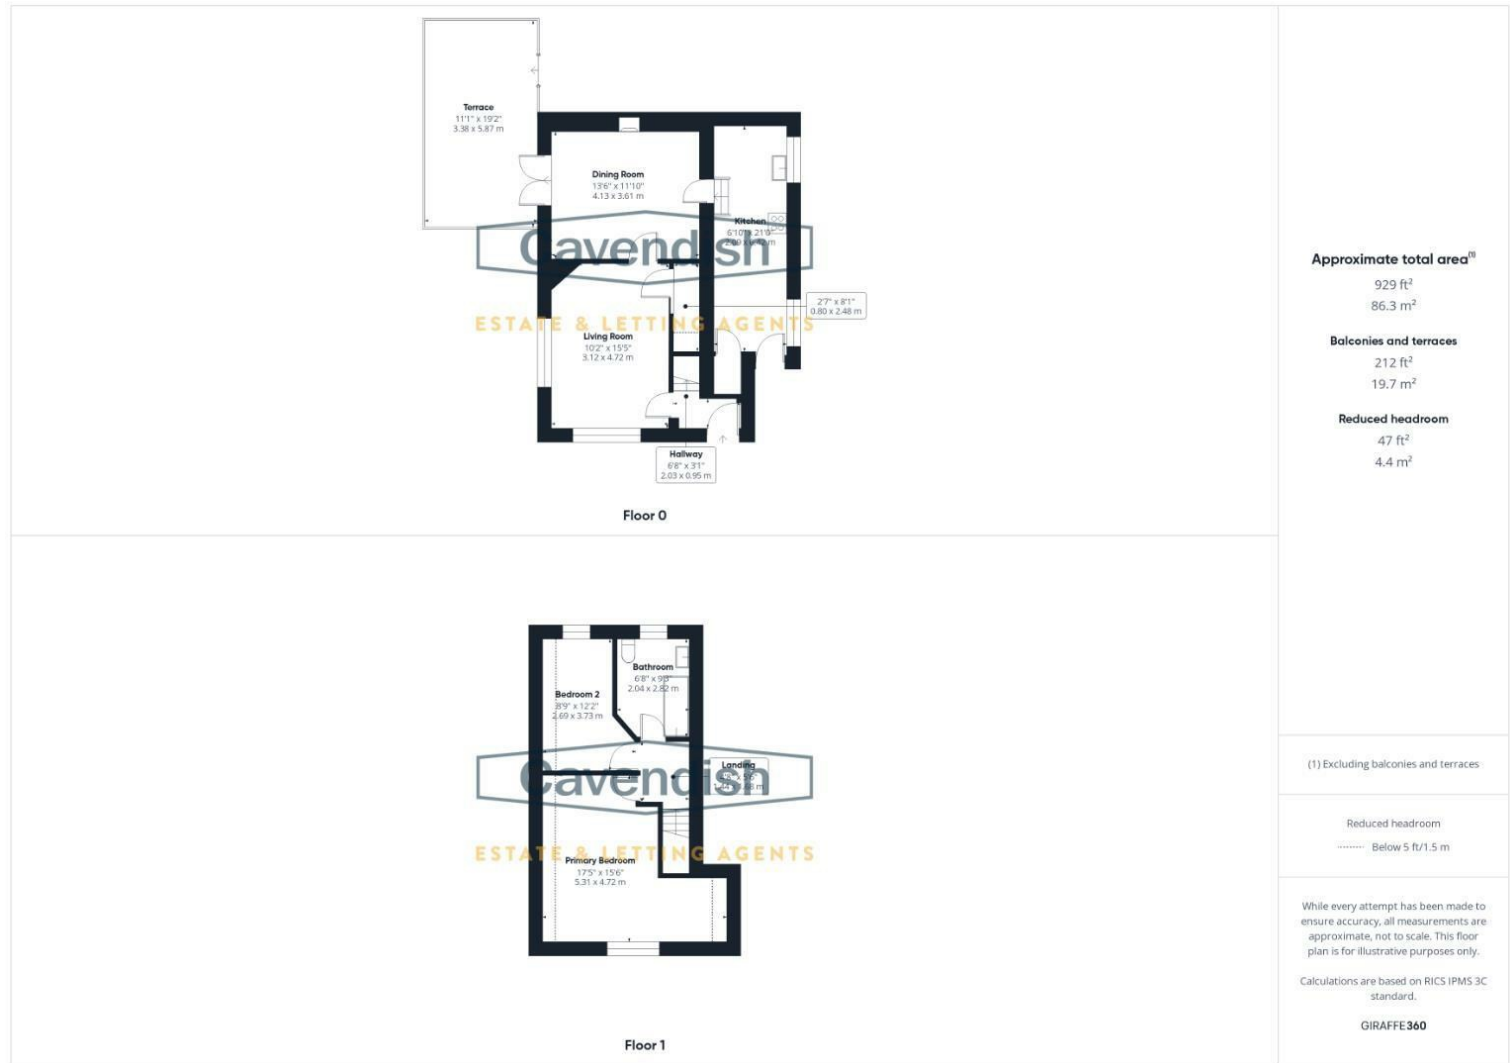 Terrace
11'1" x 19'2"
3.38 x 5.87 m
Dining Room
13'6" x 11'10"
4.13 x 3.61 m
Kitchen
Cavendish
ESTATE & LETTING AGENTS
2'7" x 8'1"
0.80 x 2.48 m
Living Room
10'2" x 15'5"
3.12 x 4.72 m
Hallway
6'8" x 3'1"
2.03 x 0.95 m
Floor 0
Bathroom
6'8" x 9'3"
2.04 x 2.82 m
Bedroom 2
8'9" x 12'2"
2.69 x 3.73 m
Landing
Cavendish
ESTATE & LETTING AGENTS
Primary Bedroom
17'5" x 15'6"
5.31 x 4.72 m
Floor 1
Approximate total area(1)
929 ft²
86.3 m²
Balconies and terraces
212 ft²
19.7 m²
Reduced headroom
47 ft²
4.4 m²
(1) Excluding balconies and terraces
Reduced headroom
Below 5 ft/1.5 m
While every attempt has been made to
ensure accuracy, all measurements are
approximate, not to scale. This floor
plan is for illustrative purposes only.
Calculations are based on RICS IPMS 3C
standard.
GIRAFFE360